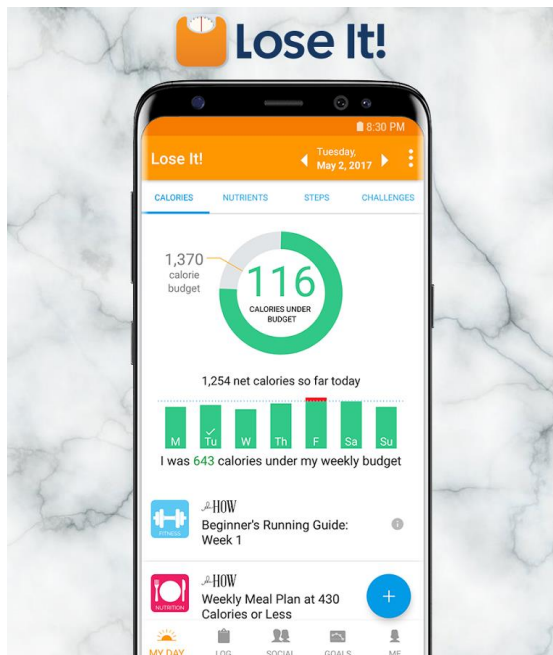 Lose It!
8:30 PM
Lose It!
Tuesday,
May 2, 2017
CALORIES NUTRIENTS STEPS CHALLENGES
1,370
calorie
budget
116
CALORIES UNDER
BUDGET
1,254 net calories so far today
M Tu W Th F Sa Su
I was 643 calories under my weekly budget
HOW
Beginner's Running Guide:
Week 1
FITNESS
HOW
Weekly Meal Plan at 430
Calories or Less
NUTRITION
+
MY DAY LOG SOCIAL GOALS ME